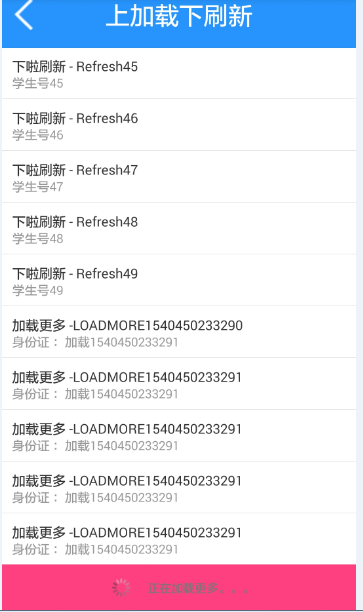 上加载下刷新
下啦刷新 - Refresh45
学生号45
下啦刷新 - Refresh46
学生号46
下啦刷新 - Refresh47
学生号47
下啦刷新 - Refresh48
学生号48
下啦刷新 - Refresh49
学生号49
加载更多 -LOADMORE1540450233290
身份证： 加载1540450233291
加载更多 -LOADMORE1540450233291
身份证： 加载1540450233291
加载更多 -LOADMORE1540450233291
身份证： 加载1540450233291
加载更多 -LOADMORE1540450233291
身份证： 加载1540450233291
加载更多 -LOADMORE1540450233291
身份证： 加载1540450233291
正在加载更多。。。